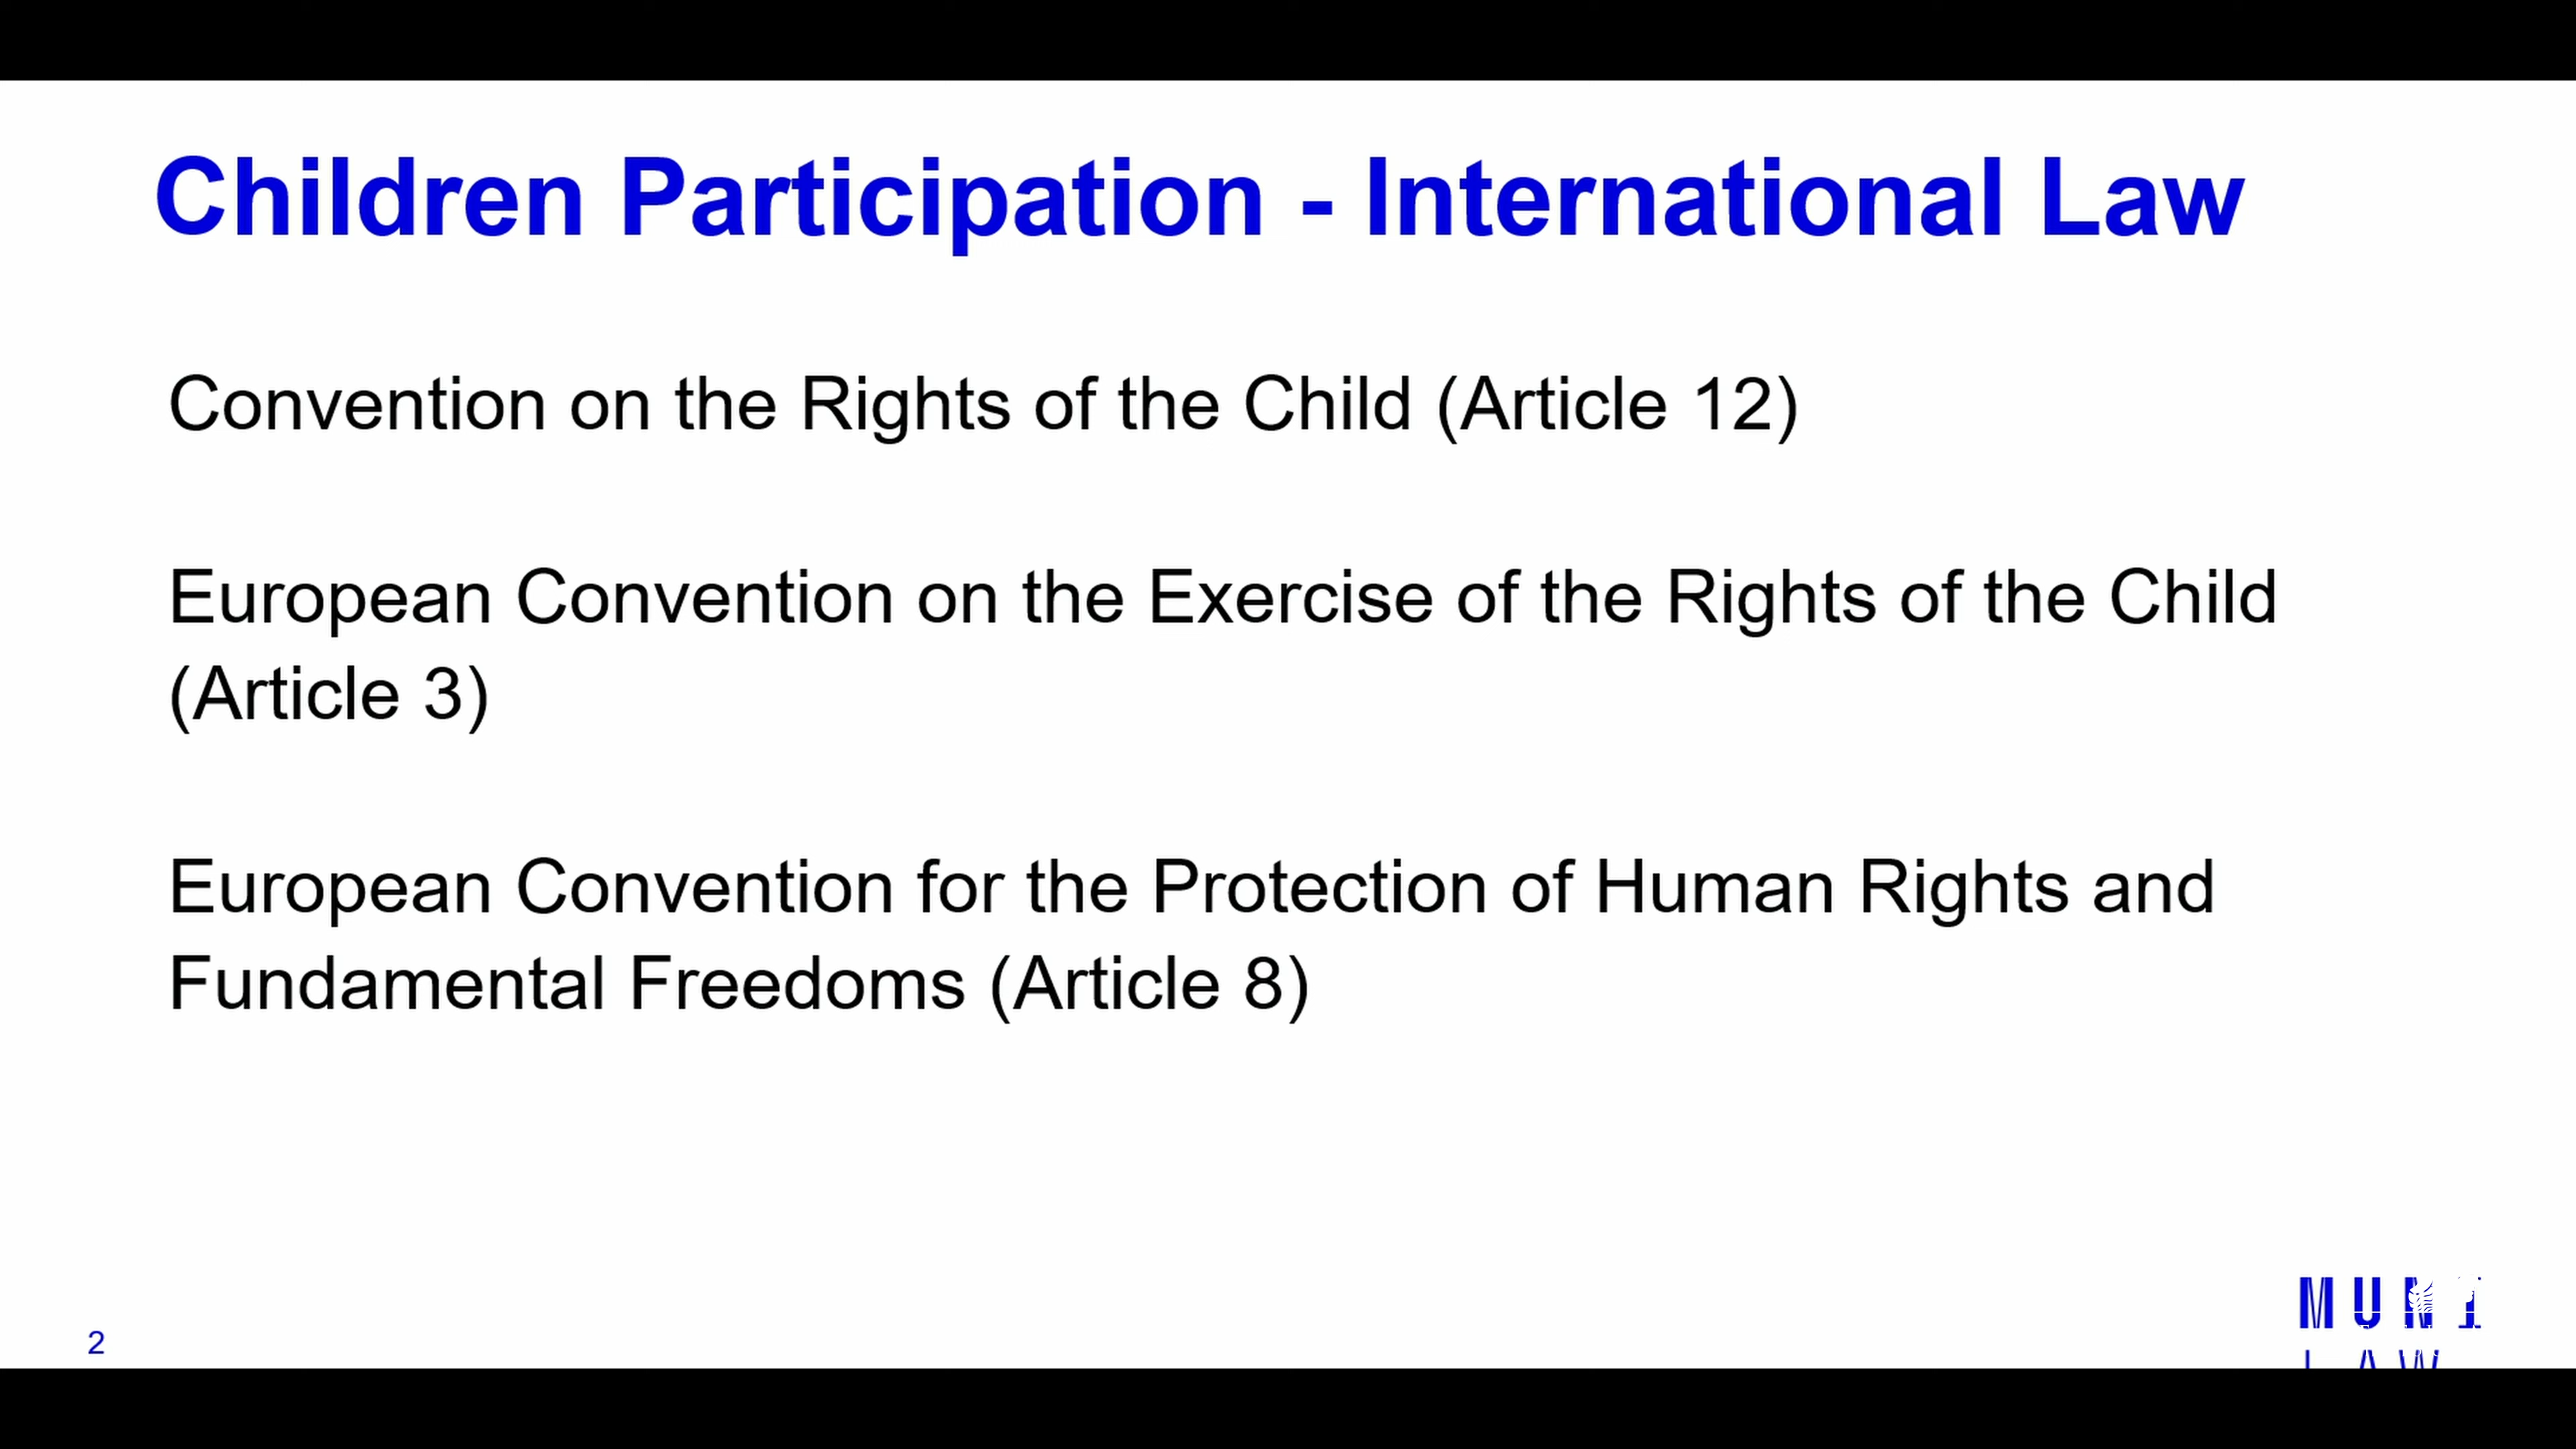 Children Participation - International Law
Convention on the Rights of the Child (Article 12)
European Convention on the Exercise of the Rights of the Child
(Article 3)
European Convention for the Protection of Human Rights and
Fundamental Freedoms (Article 8)
2
MUNI
LAW